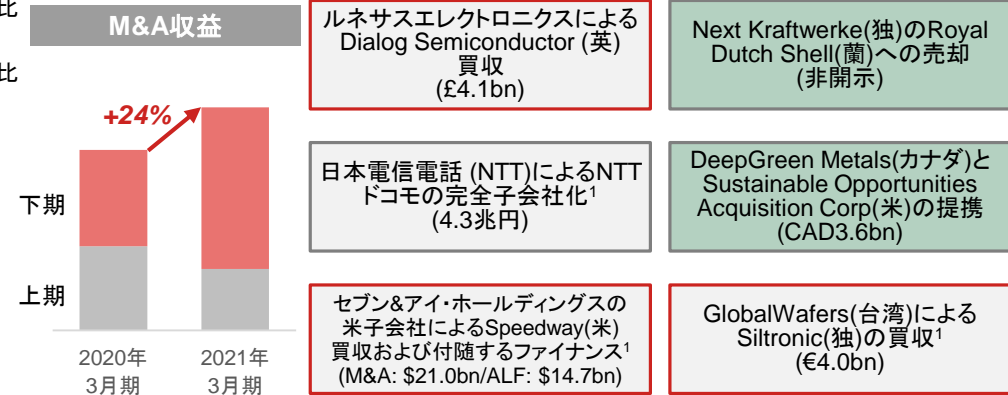 比
比
M&A収益
+24%
下期
上期
2020年
3月期
2021年
3月期
ルネサスエレクトロニクスによる
Dialog Semiconductor (英)
買収
(£4.1bn)
Next Kraftwerke(独)のRoyal
Dutch Shell(蘭)への売却
(非開示)
日本電信電話 (NTT)によるNTT
ドコモの完全子会社化¹
(4.3兆円)
DeepGreen Metals(カナダ)と
Sustainable Opportunities
Acquisition Corp(米)の提携
(CAD3.6bn)
セブン&アイ・ホールディングスの
米子会社によるSpeedway(米)
買収および付随するファイナンス¹
(M&A: $21.0bn/ALF: $14.7bn)
GlobalWafers(台湾)による
Siltronic(独)の買収¹
(€4.0bn)